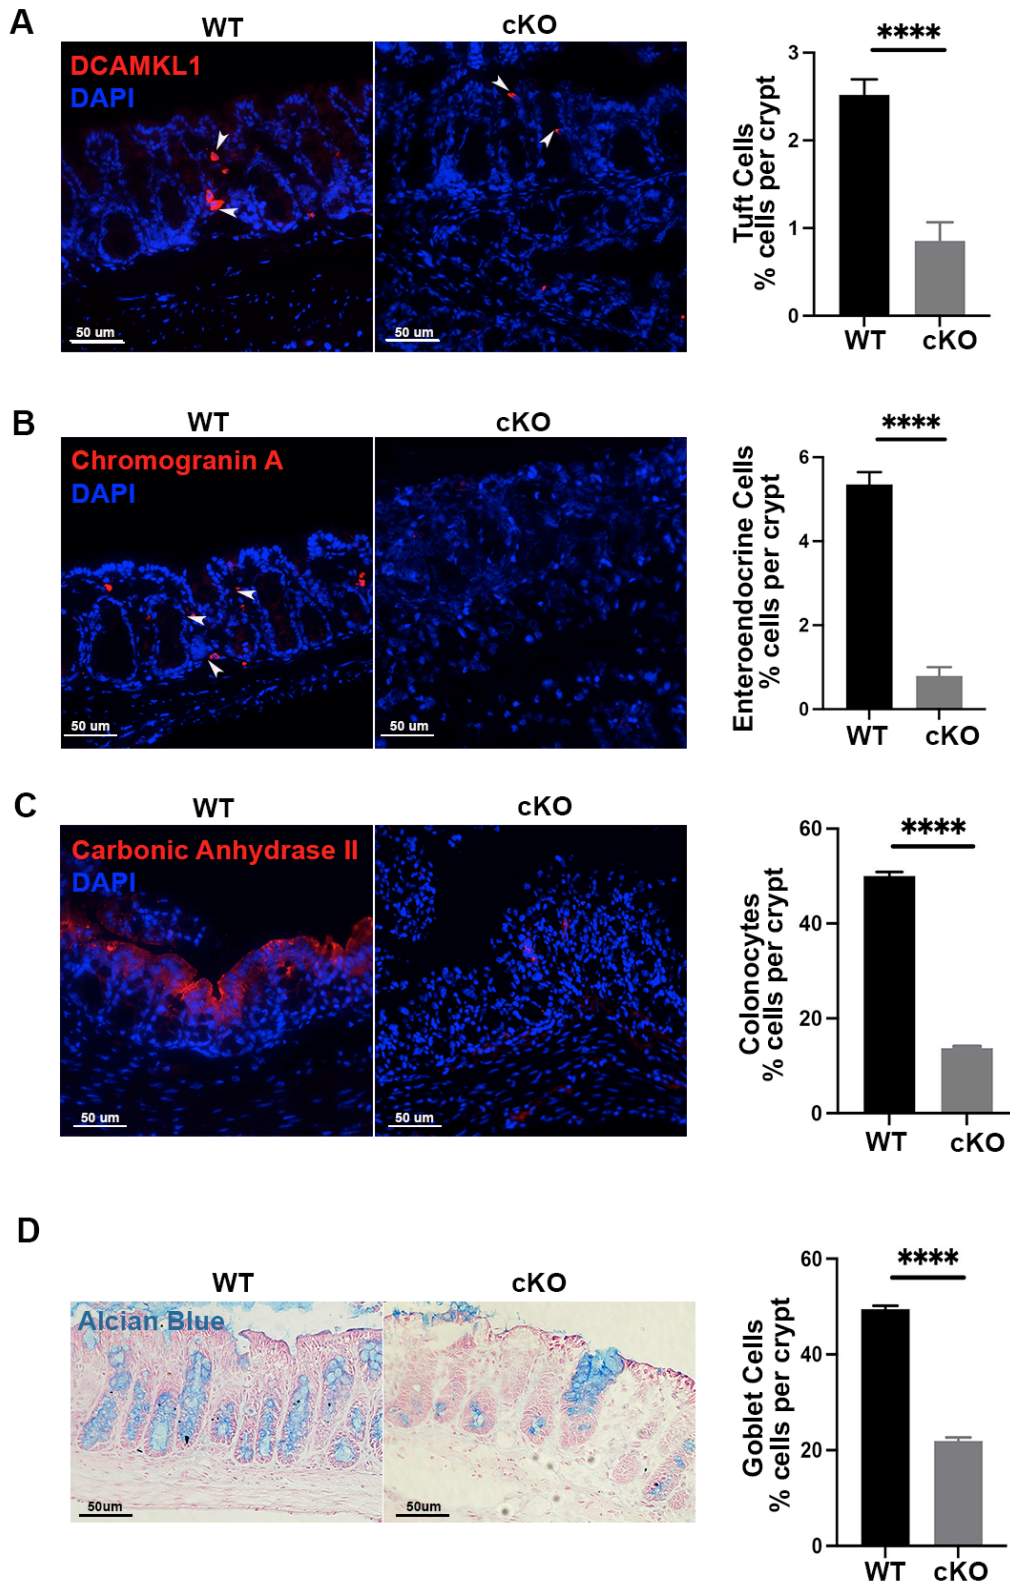 A
WT
cKO
DCAMKL1
DAPI
50 um
50 um
****
Tuft Cells
% cells per crypt
3
2
1
0
WT
cKO
B
WT
cKO
Chromogranin A
DAPI
50 um
50 um
****
Enteroendocrine Cells
% cells per crypt
6
4
2
0
WT
cKO
C
WT
cKO
Carbonic Anhydrase II
DAPI
50 um
50 um
****
Colonocytes
% cells per crypt
60
40
20
0
WT
cKO
D
WT
cKO
Alcian Blue
50um
50um
****
Goblet Cells
% cells per crypt
60
40
20
0
WT
cKO